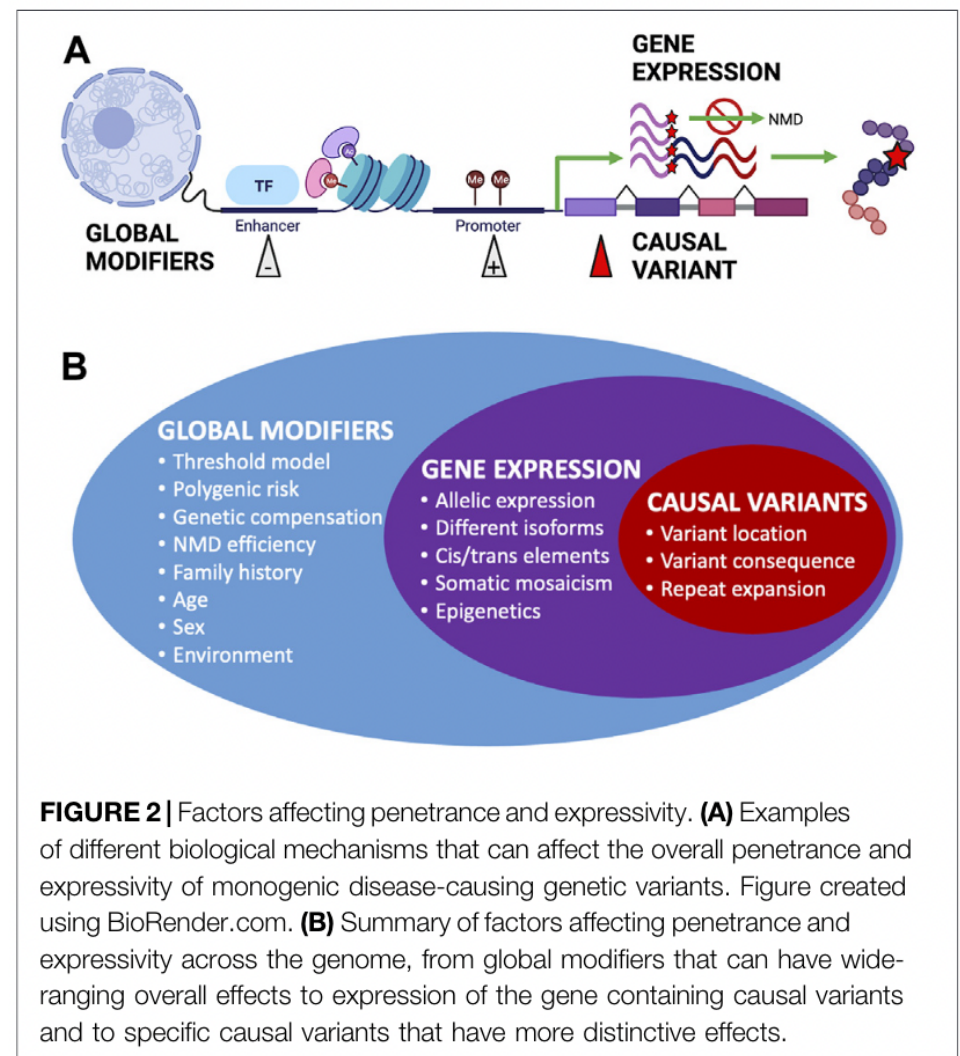 A
GENE
EXPRESSION
NMD
Ac
Me
TF
Me Me
Enhancer
Promoter
GLOBAL
MODIFIERS
-
+
CAUSAL
VARIANT
B
GLOBAL MODIFIERS
• Threshold model
• Polygenic risk
• Genetic compensation
• NMD efficiency
• Family history
• Age
• Sex
• Environment
GENE EXPRESSION
• Allelic expression
• Different isoforms
• Cis/trans elements
• Somatic mosaicism
• Epigenetics
CAUSAL VARIANTS
• Variant location
• Variant consequence
• Repeat expansion
FIGURE 2 | Factors affecting penetrance and expressivity. (A) Examples
of different biological mechanisms that can affect the overall penetrance and
expressivity of monogenic disease-causing genetic variants. Figure created
using BioRender.com. (B) Summary of factors affecting penetrance and
expressivity across the genome, from global modifiers that can have wide-
ranging overall effects to expression of the gene containing causal variants
and to specific causal variants that have more distinctive effects.